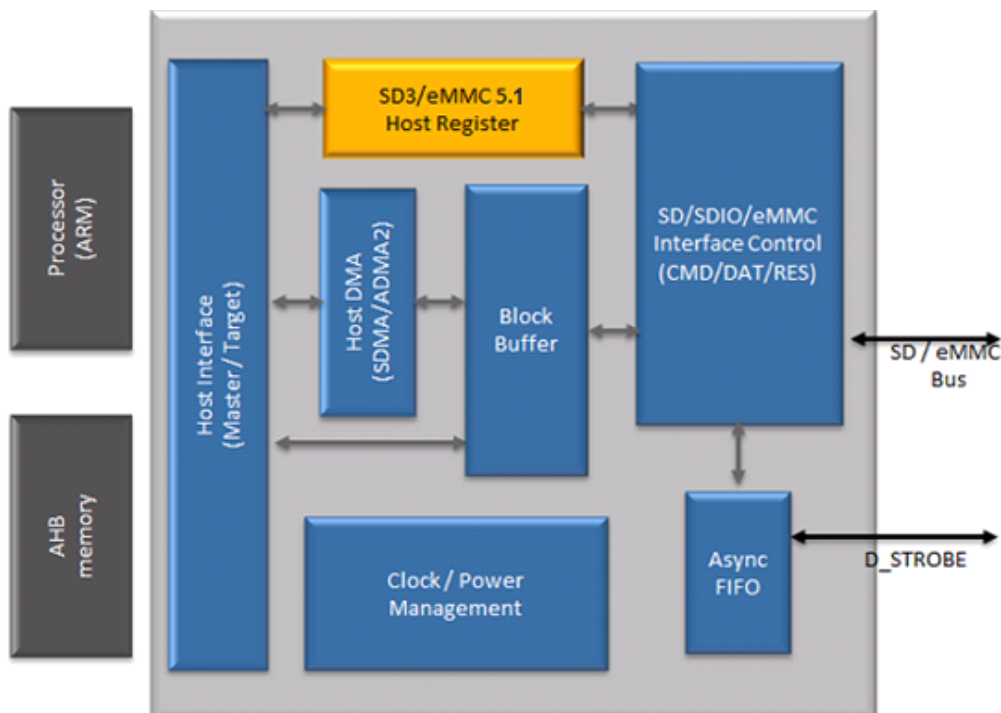 Processor
(ARM)
AHB
memory
Host Interface
(Master / Target)
SD3/eMMC 5.1
Host Register
Host DMA
(SDMA/ADMA2)
Block
Buffer
SD/SDIO/eMMC
Interface Control
(CMD/DAT/RES)
SD / eMMC
Bus
Clock / Power
Management
Async
FIFO
D_STROBE